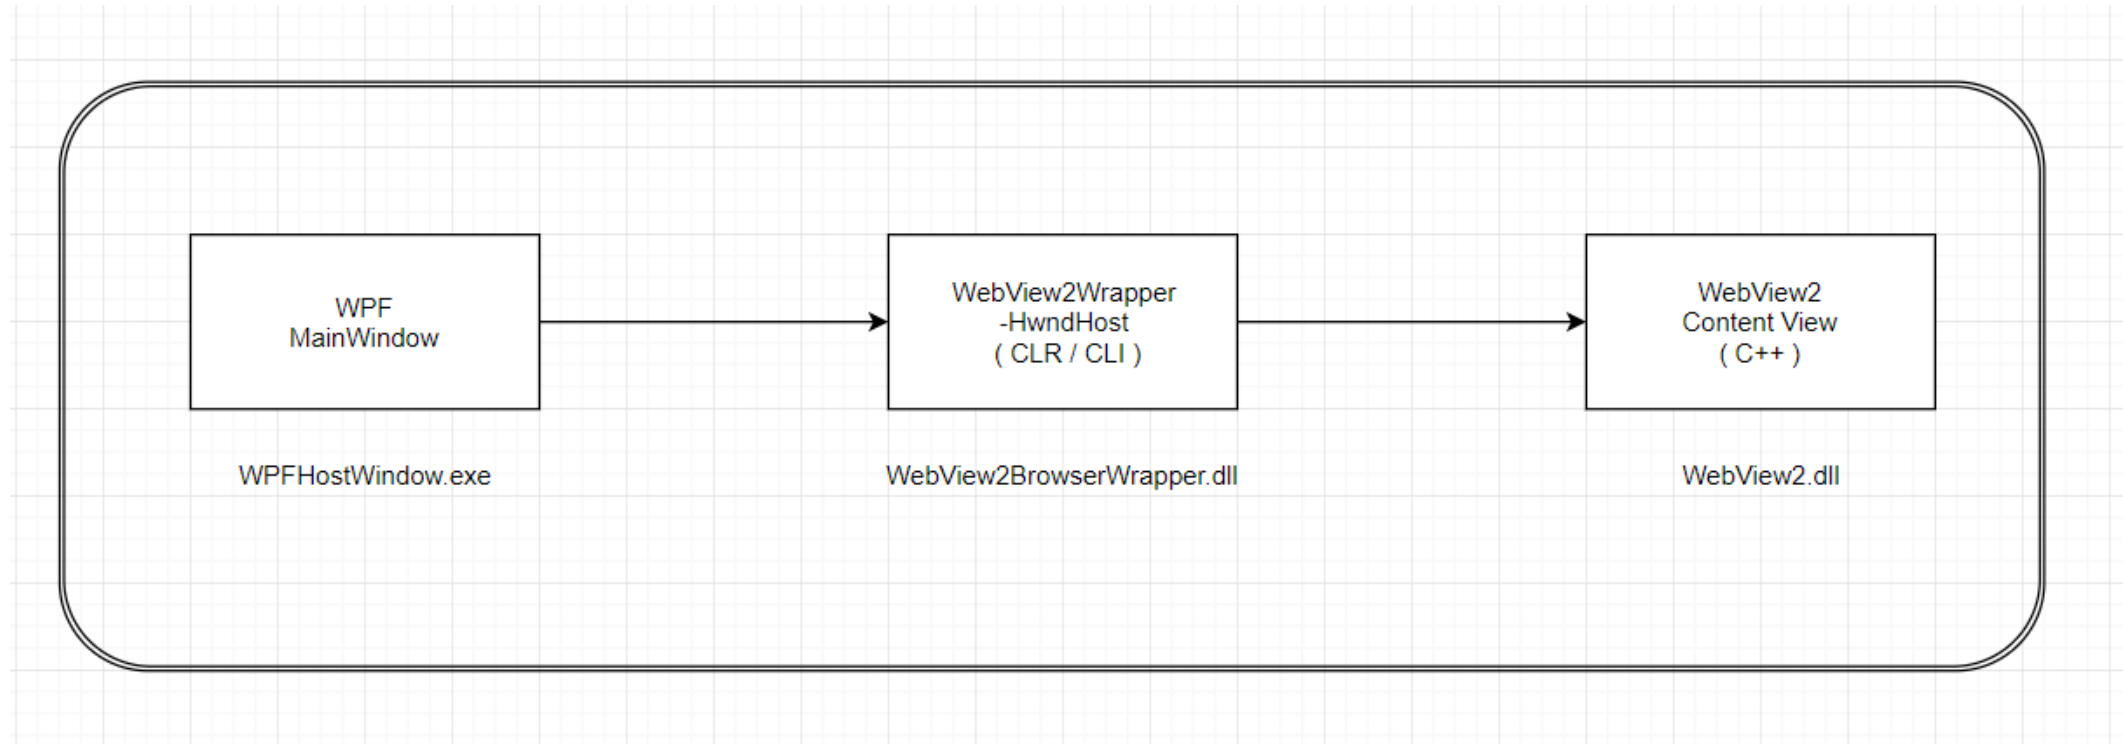 WPF
MainWindow
WebView2Wrapper
-HwndHost
( CLR / CLI )
WebView2
Content View
( C++ )
WPFHostWindow.exe
WebView2BrowserWrapper.dll
WebView2.dll